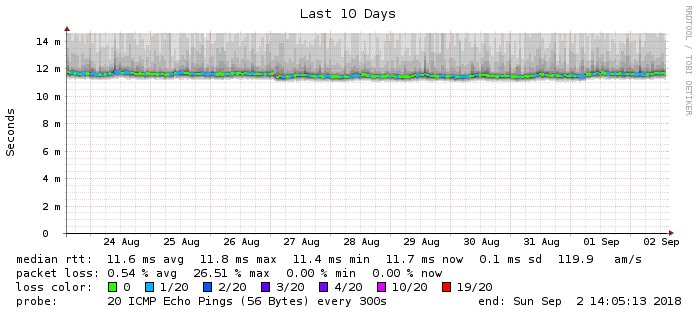 Last 10 Days
RRDTOOL / TOBI OETIKER
Seconds
14 m
12 m
10 m
8 m
6 m
4 m
2 m
0
24 Aug 25 Aug 26 Aug 27 Aug 28 Aug 29 Aug 30 Aug 31 Aug 01 Sep 02 Sep
median rtt: 11.6 ms avg 11.8 ms max 11.4 ms min 11.7 ms now 0.1 ms sd 119.9 am/s
packet loss: 0.54 % avg 26.51 % max 0.00 % min 0.00 % now
loss color: 0 1/20 2/20 3/20 4/20 10/20 19/20
probe: 20 ICMP Echo Pings (56 Bytes) every 300s end: Sun Sep 2 14:05:13 2018